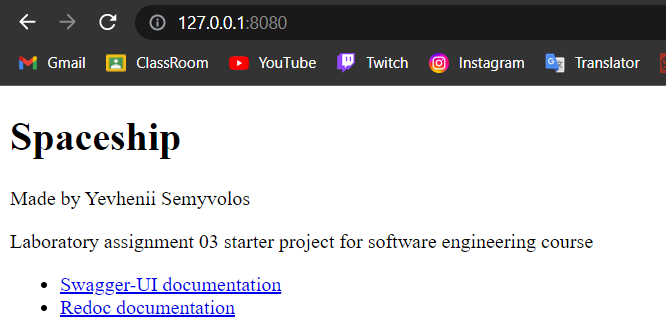 127.0.0.1:8080
Gmail ClassRoom YouTube Twitch Instagram Translator
Spaceship
Made by Yevhenii Semyvolos
Laboratory assignment 03 starter project for software engineering course
Swagger-UI documentation
Redoc documentation